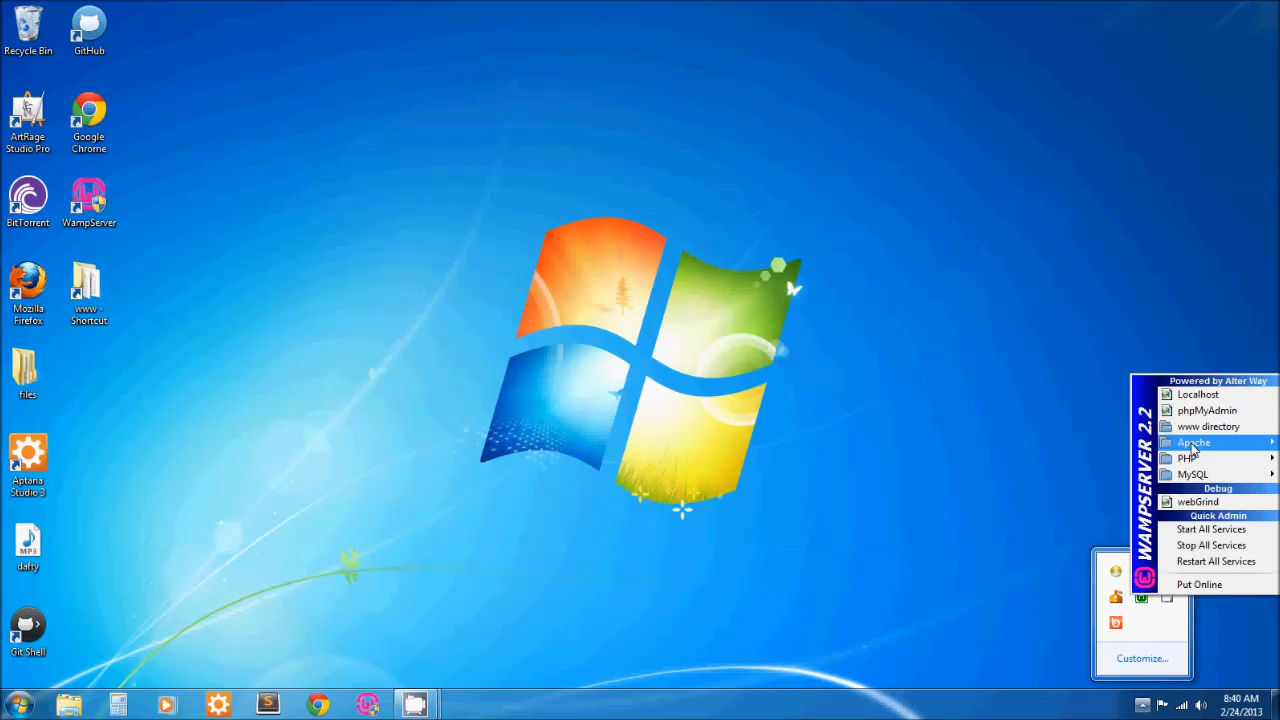 Recycle Bin
GitHub
ArtRage
Studio Pro
Google
Chrome
BitTorrent
WampServer
Mozilla
Firefox
www -
Shortcut
files
Aptana
Studio 3
MP3
dafty
Git Shell
Powered by Alter Way
Localhost
phpMyAdmin
www directory
Apache
PHP
MySQL
Debug
webGrind
Quick Admin
Start All Services
Stop All Services
Restart All Services
Put Online
WAMPSERVER 2.2
Customize...
8:40 AM
2/24/2013